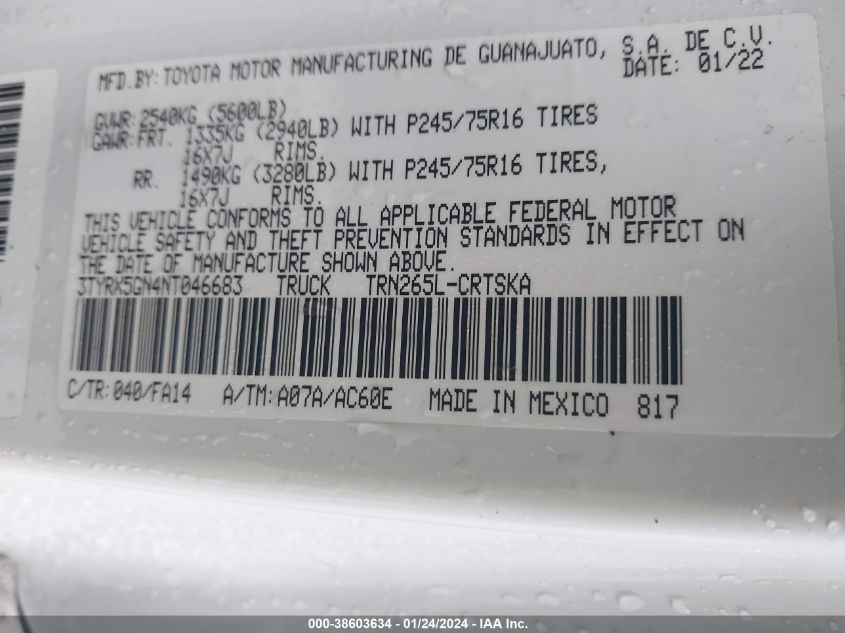 MFD.BY: TOYOTA MOTOR MANUFACTURING DE GUANAJUATO, S.A. DE C.V.
DATE: 01/22
GVWR: 2540KG (5600LB)
GAWR: FRT. 1335KG (2940LB) WITH P245/75R16 TIRES
16X7J RIMS.
RR. 1490KG (3280LB) WITH P245/75R16 TIRES,
16X7J RIMS.
THIS VEHICLE CONFORMS TO ALL APPLICABLE FEDERAL MOTOR
VEHICLE SAFETY AND THEFT PREVENTION STANDARDS IN EFFECT ON
THE DATE OF MANUFACTURE SHOWN ABOVE.
3TYRX5GN4NT046683 TRUCK TRN265L-CRTSKA
C/TR: 040/FA14 A/TM: A07A/AC60E MADE IN MEXICO 817
000-38603634 - 01/24/2024 - IAA Inc.